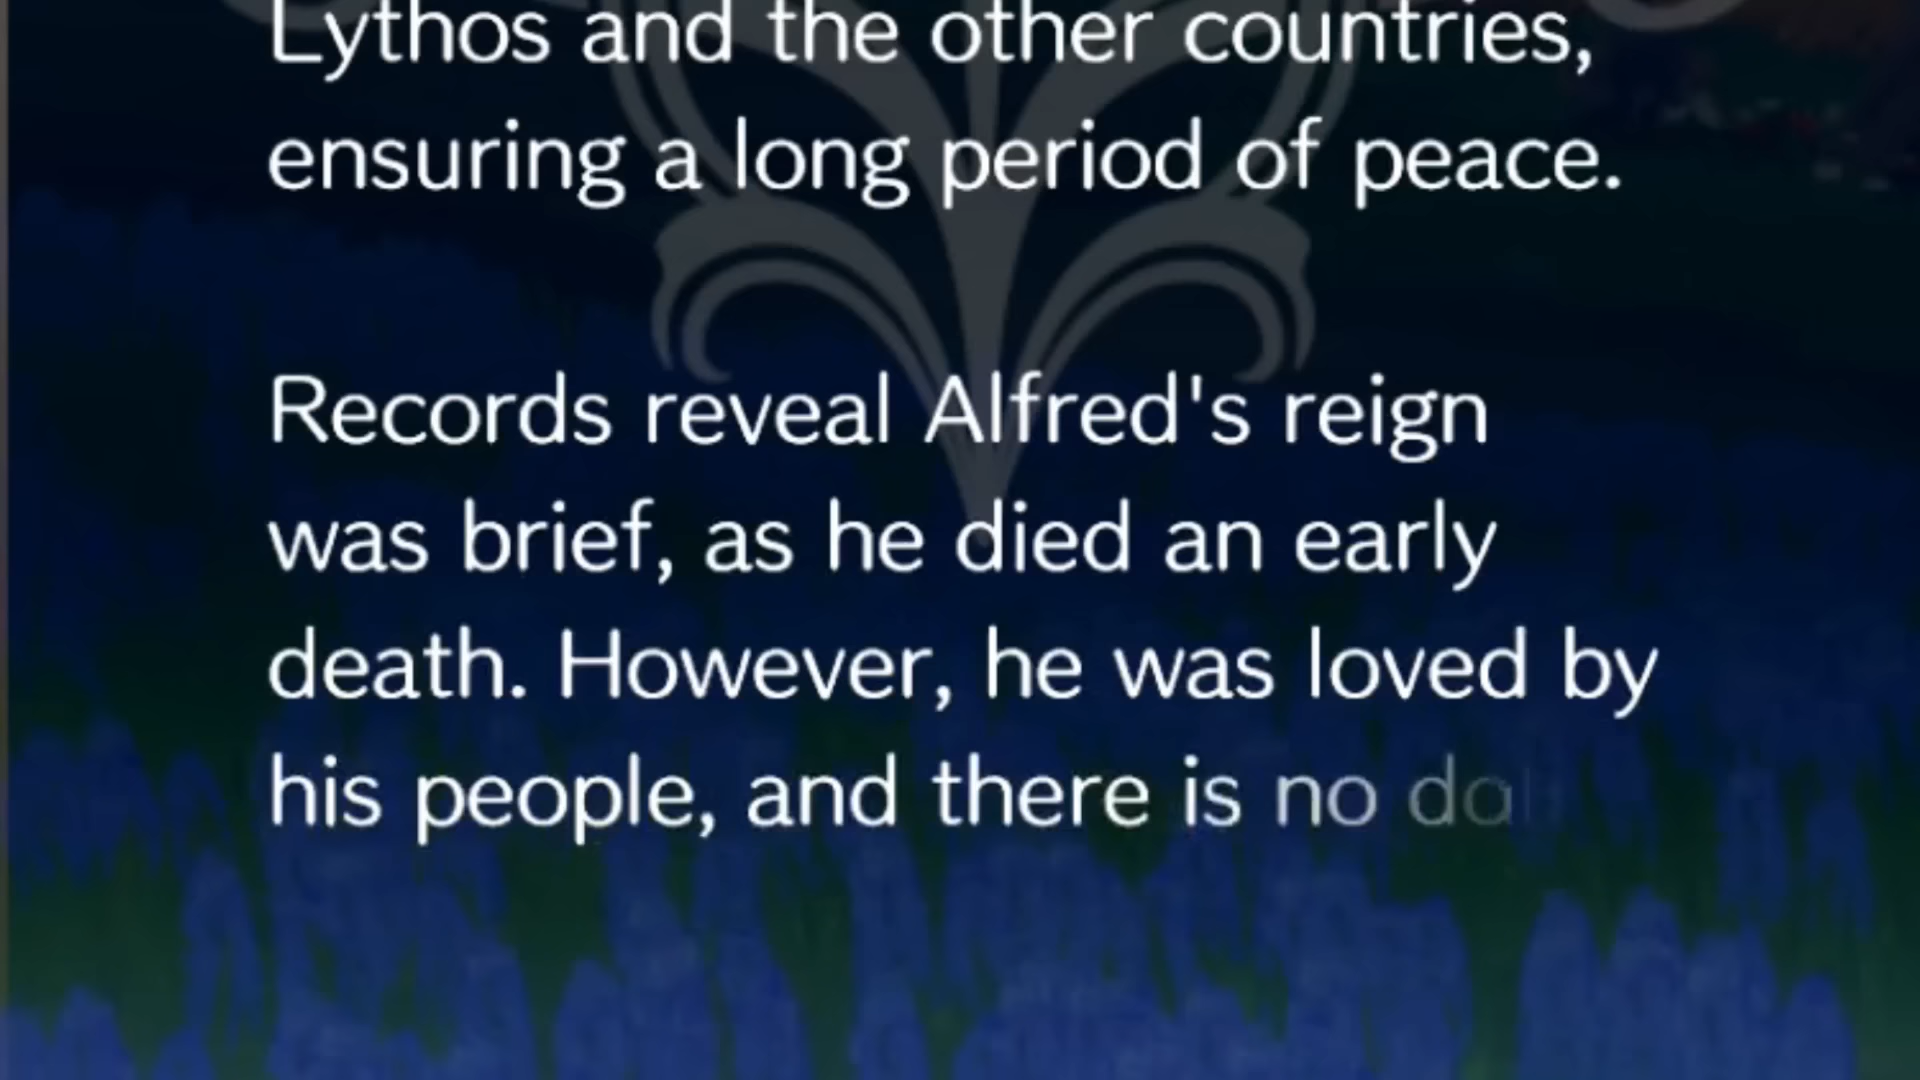 Lythos and the other countries,
ensuring a long period of peace.
Records reveal Alfred's reign
was brief, as he died an early
death. However, he was loved by
his people, and there is no